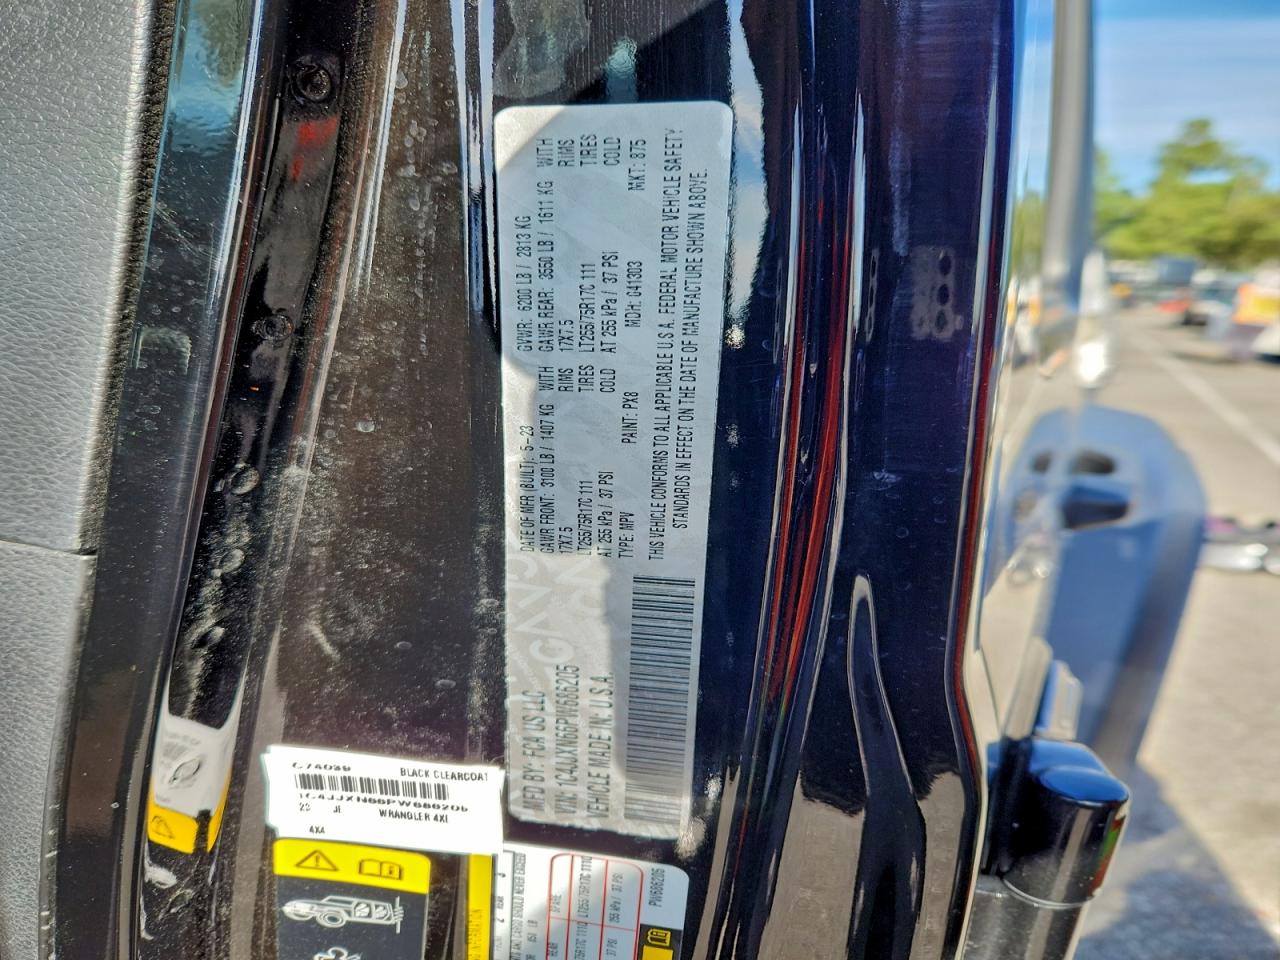 MFD BY: FCA US LLC
DATE OF MFR (BUILT): 5-23
GVWR: 6200 LB / 2813 KG
GAWR FRONT: 3100 LB / 1407 KG WITH
GAWR REAR: 3550 LB / 1611 KG WITH
17X7.5 RIMS
17X7.5 RIMS
LT255/75R17C 111 TIRES
LT255/75R17C 111 TIRES
AT 255 kPa / 37 PSI COLD
AT 255 kPa / 37 PSI COLD
VIN: 1C4JJXN66PW686205
TYPE: MPV PAINT: PX8 MDH: 041303 MKT: 875
VEHICLE MADE IN: U.S.A.
THIS VEHICLE CONFORMS TO ALL APPLICABLE U.S.A. FEDERAL MOTOR VEHICLE SAFETY
STANDARDS IN EFFECT ON THE DATE OF MANUFACTURE SHOWN ABOVE.
C74039 BLACK CLEARCOAT
1C4JJXN66PW686205
23 JE WRANGLER 4XE
4X4
PW686205